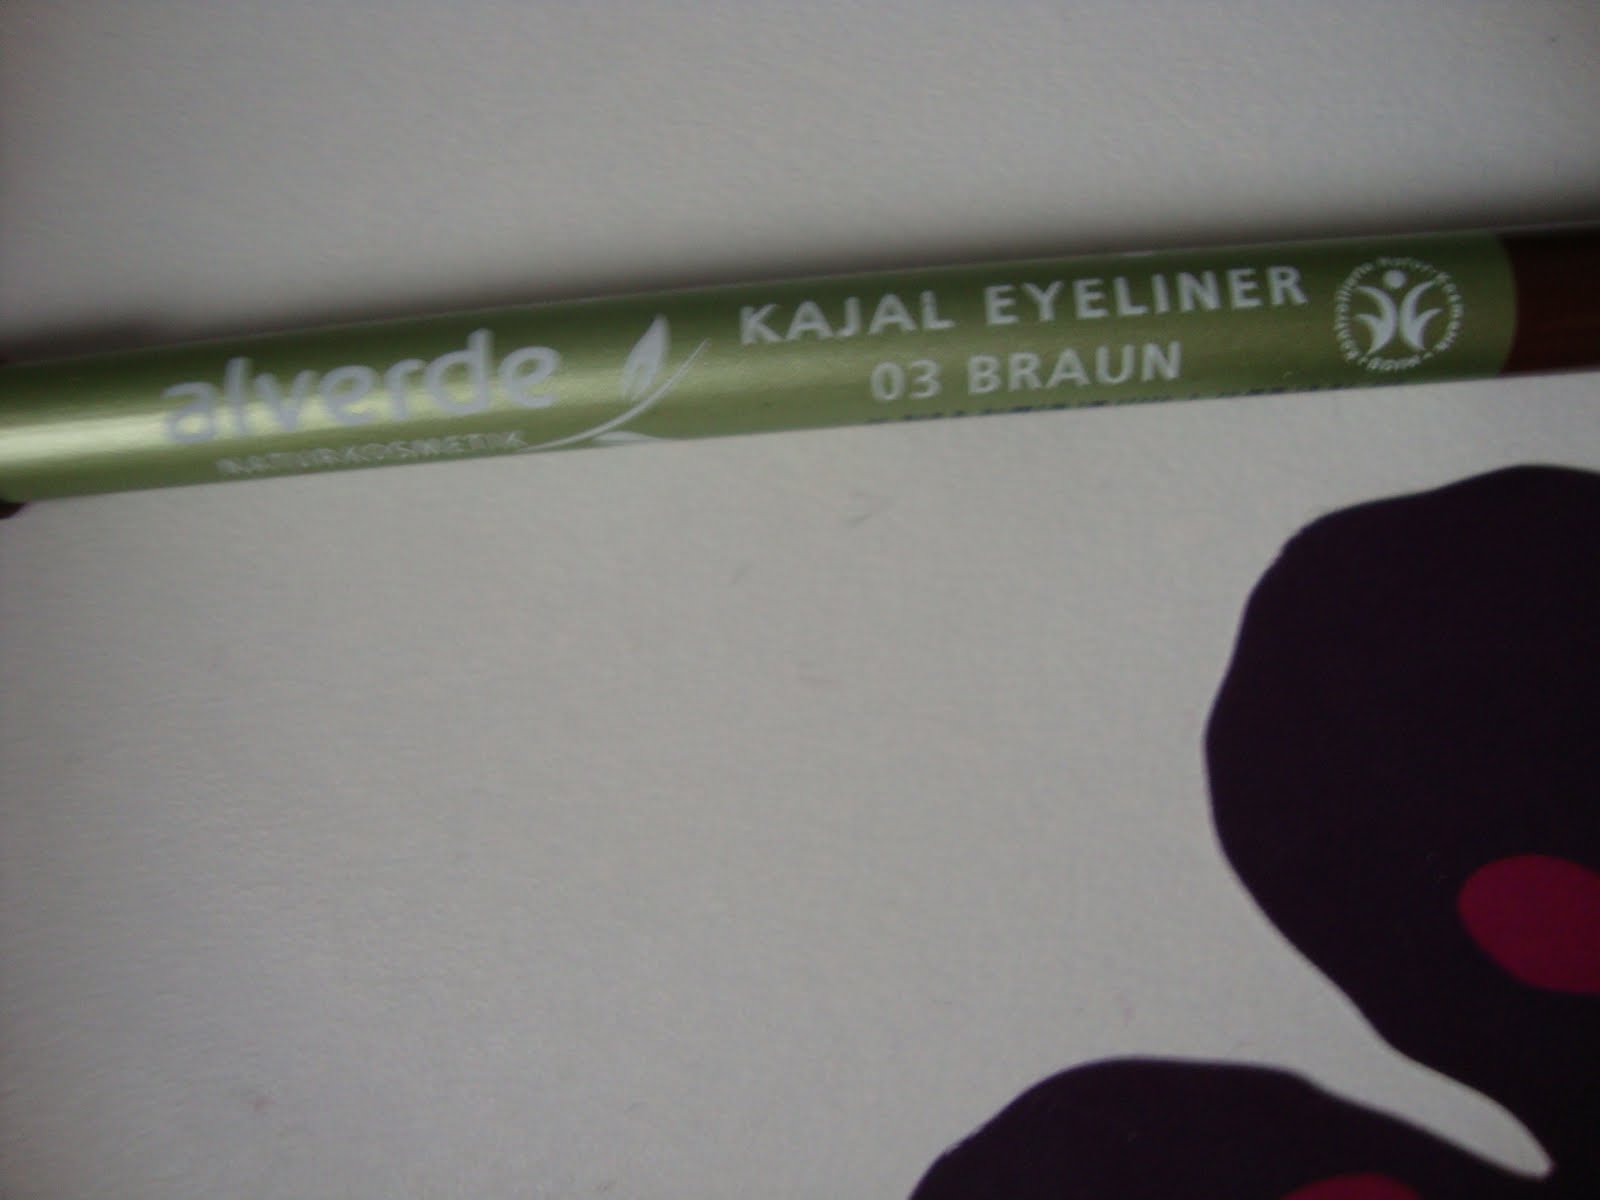 alverde
NATURKOSMETIK
KAJAL EYELINER
03 BRAUN